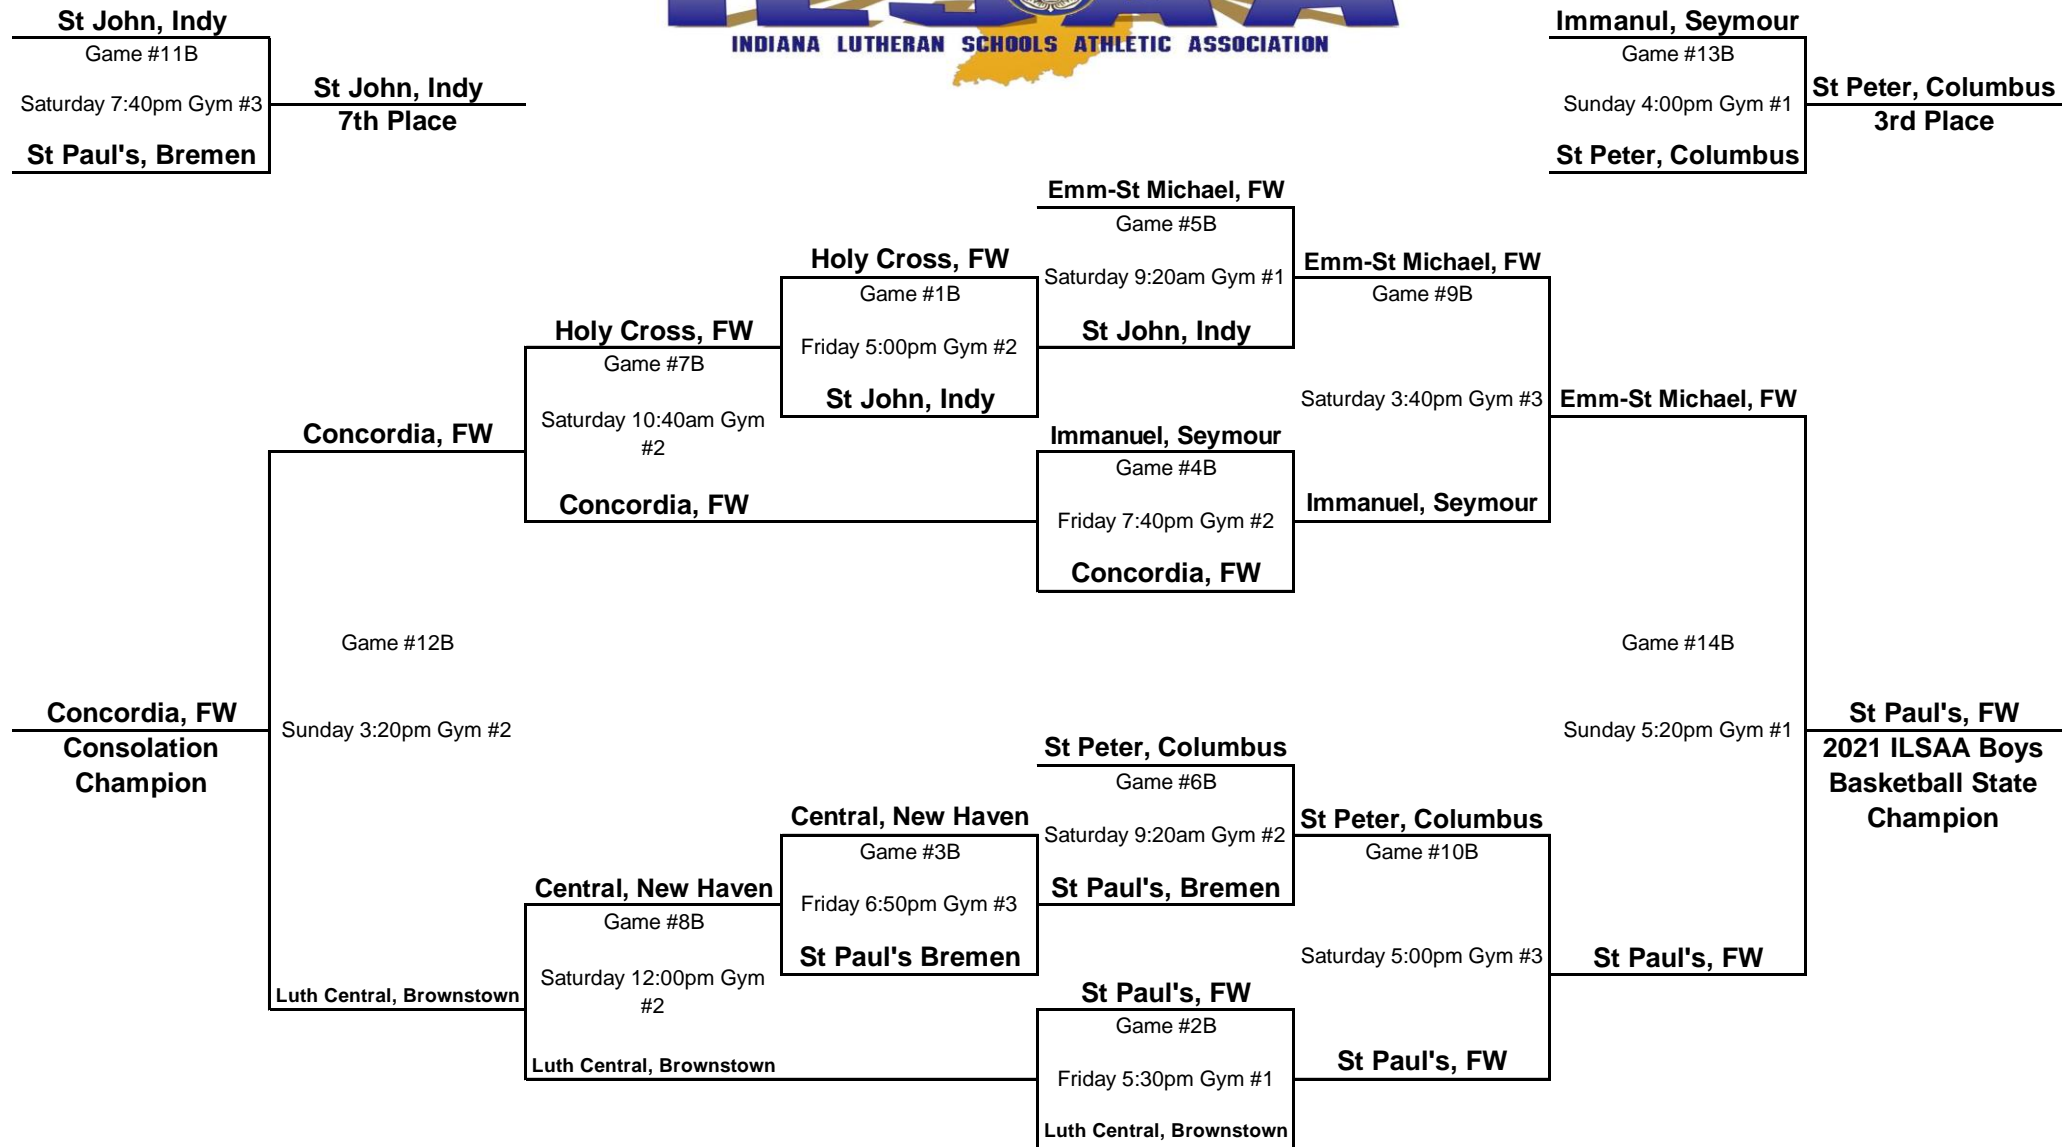 ILSAA
INDIANA LUTHERAN SCHOOLS ATHLETIC ASSOCIATION
St John, Indy
Game #11B
Saturday 7:40pm Gym #3
St Paul's, Bremen
St John, Indy
7th Place
Immanul, Seymour
Game #13B
Sunday 4:00pm Gym #1
St Peter, Columbus
St Peter, Columbus
3rd Place
Emm-St Michael, FW
Game #5B
Saturday 9:20am Gym #1
St John, Indy
Holy Cross, FW
Game #1B
Friday 5:00pm Gym #2
St John, Indy
Holy Cross, FW
Game #7B
Saturday 10:40am Gym
#2
Concordia, FW
Immanuel, Seymour
Game #4B
Friday 7:40pm Gym #2
Concordia, FW
Emm-St Michael, FW
Game #9B
Saturday 3:40pm Gym #3
Immanuel, Seymour
Emm-St Michael, FW
Concordia, FW
Game #12B
Sunday 3:20pm Gym #2
Luth Central, Brownstown
Concordia, FW
Consolation
Champion
Game #14B
Sunday 5:20pm Gym #1
St Paul's, FW
2021 ILSAA Boys
Basketball State
Champion
St Peter, Columbus
Game #6B
Saturday 9:20am Gym #2
St Paul's, Bremen
Central, New Haven
Game #3B
Friday 6:50pm Gym #3
St Paul's Bremen
Central, New Haven
Game #8B
Saturday 12:00pm Gym
#2
Luth Central, Brownstown
St Peter, Columbus
Game #10B
Saturday 5:00pm Gym #3
St Paul's, FW
St Paul's, FW
St Paul's, FW
Game #2B
Friday 5:30pm Gym #1
Luth Central, Brownstown